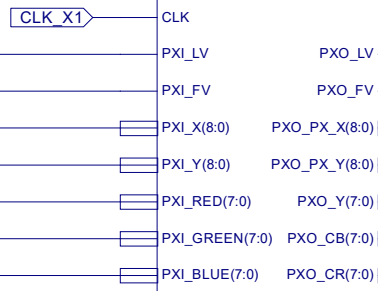 CLK_X1 CLK
PXI_LV PXO_LV
PXI_FV PXO_FV
PXI_X(8:0) PXO_PX_X(8:0)
PXI_Y(8:0) PXO_PX_Y(8:0)
PXI_RED(7:0) PXO_Y(7:0)
PXI_GREEN(7:0) PXO_CB(7:0)
PXI_BLUE(7:0) PXO_CR(7:0)